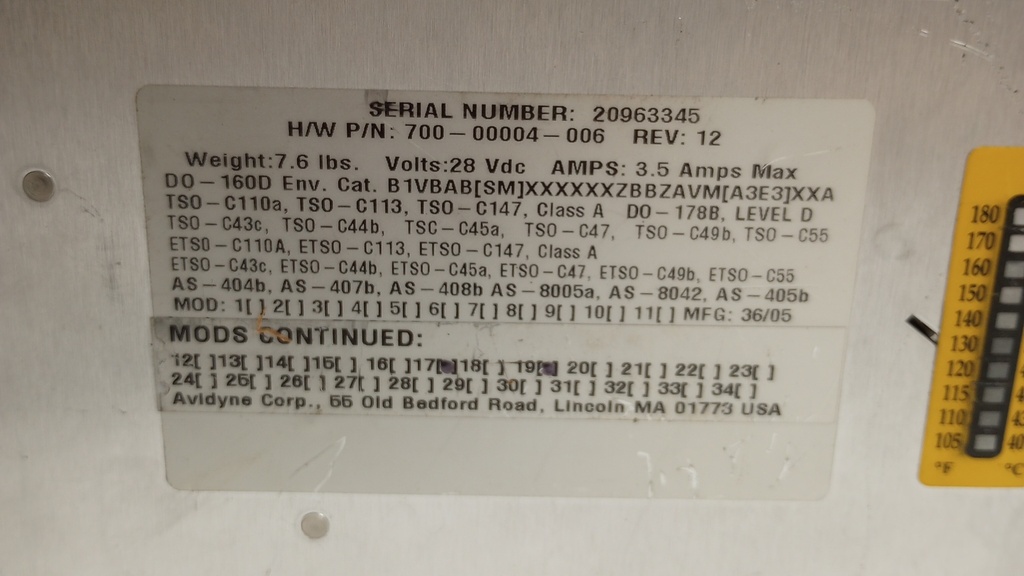 SERIAL NUMBER: 20963345
H/W P/N: 700-00004-006 REV: 12
Weight:7.6 lbs. Volts:28 Vdc AMPS: 3.5 Amps Max
DO-160D Env. Cat. B1VBAB[SM]XXXXXXZBBZAVM[A3E3]XXA
TSO-C110a, TSO-C113, TSO-C147, Class A DO-178B, LEVEL D
TSO-C43c, TSO-C44b, TSC-C45a, TSO-C47, TSO-C49b, TSO-C55
ETSO-C110A, ETSO-C113, ETSO-C147, Class A
ETSO-C43c, ETSO-C44b, ETSO-C45a, ETSO-C47, ETSO-C49b, ETSO-C55
AS-404b, AS-407b, AS-408b AS-8005a, AS-8042, AS-405b
MOD: 1[ ] 2[ ] 3[ ] 4[ ] 5[ ] 6[ ] 7[ ] 8[ ] 9[ ] 10[ ] 11[ ] MFG: 36/05
MODS CONTINUED:
12[ ]13[ ]14[ ]15[ ] 16[ ]17[■]18[ ] 19[■] 20[ ] 21[ ] 22[ ] 23[ ]
24[ ] 25[ ] 26[ ] 27[ ] 28[ ] 29[ ] 30[ ] 31[ ] 32[ ] 33[ ] 34[ ]
Avidyne Corp., 55 Old Bedford Road, Lincoln MA 01773 USA
180
170
160
150
140
130
120
115
110
105
°F °C